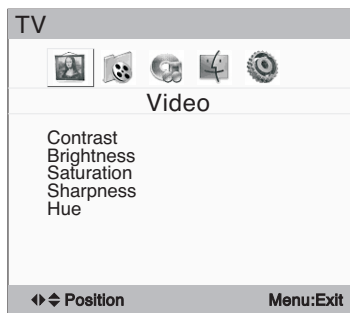 TV
Video
Contrast
Brightness
Saturation
Sharpness
Hue
Position Menu:Exit